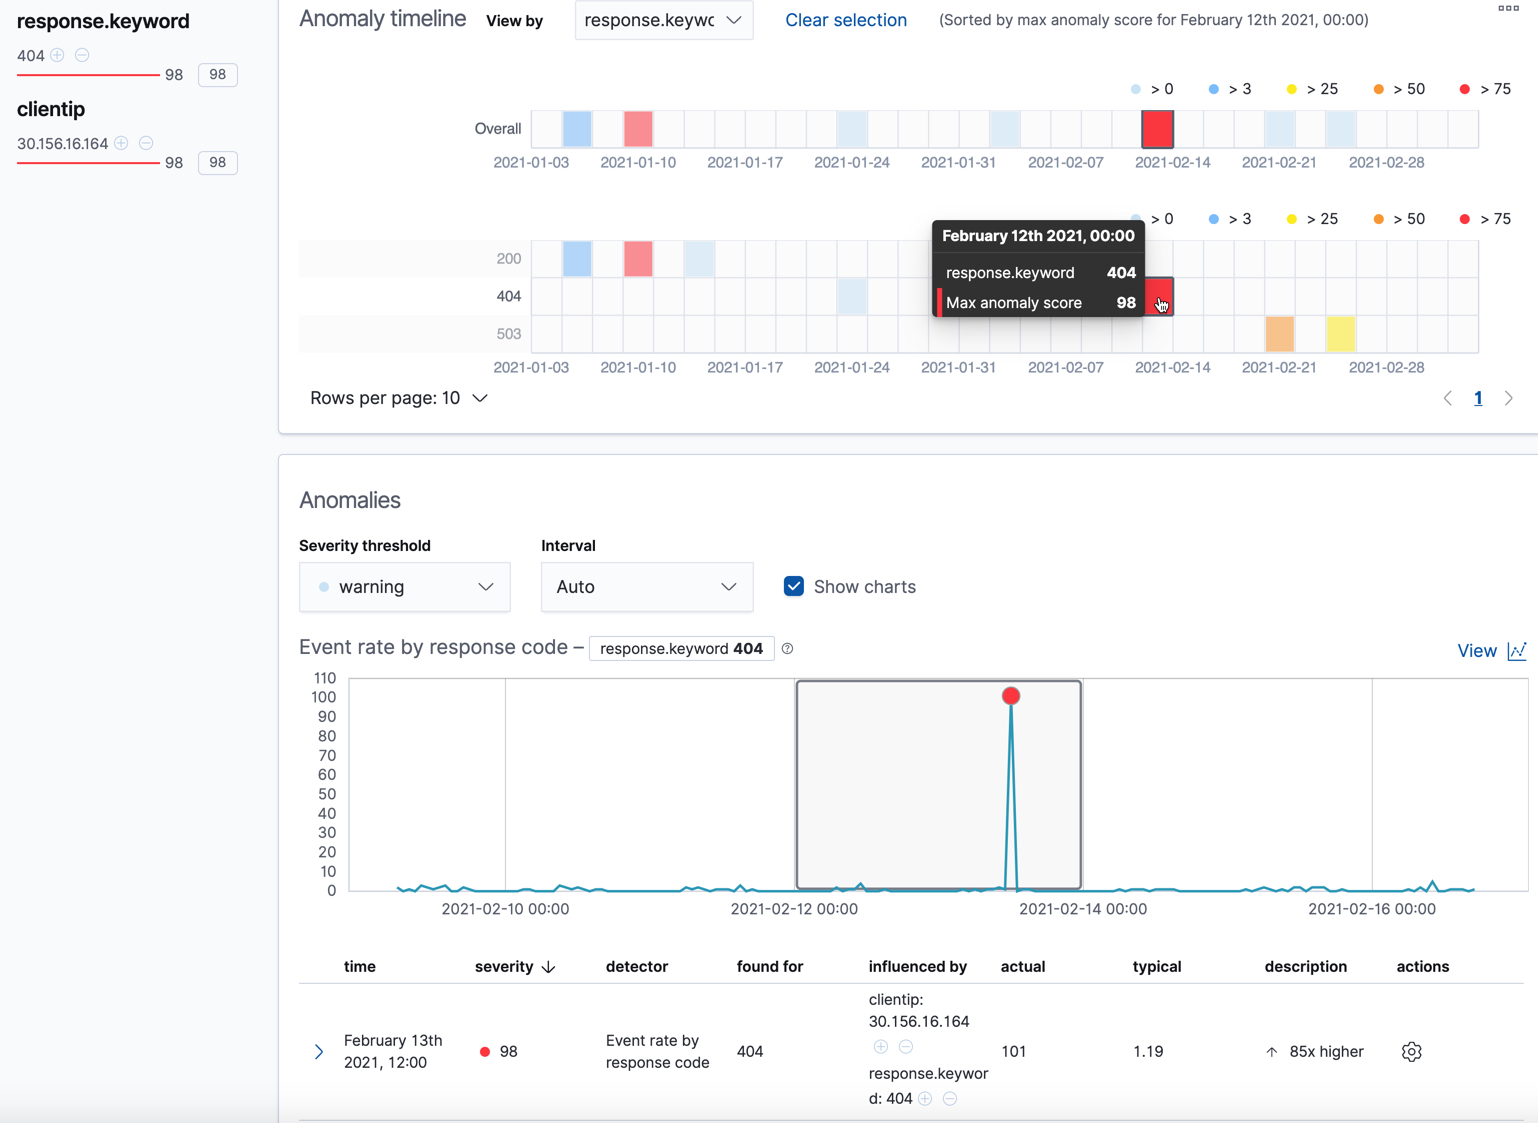 response.keyword
404
98 98
clientip
30.156.16.164
98 98
Anomaly timeline View by response.keywc Clear selection (Sorted by max anomaly score for February 12th 2021, 00:00)
> 0 > 3 > 25 > 50 > 75
Overall
2021-01-03 2021-01-10 2021-01-17 2021-01-24 2021-01-31 2021-02-07 2021-02-14 2021-02-21 2021-02-28
> 0 > 3 > 25 > 50 > 75
February 12th 2021, 00:00
response.keyword 404
Max anomaly score 98
200
404
503
2021-01-03 2021-01-10 2021-01-17 2021-01-24 2021-01-31 2021-02-07 2021-02-14 2021-02-21 2021-02-28
Rows per page: 10 1
Anomalies
Severity threshold Interval
warning Auto Show charts
Event rate by response code – response.keyword 404 View
110
100
90
80
70
60
50
40
30
20
10
0
2021-02-10 00:00 2021-02-12 00:00 2021-02-14 00:00 2021-02-16 00:00
time severity detector found for influenced by actual typical description actions
February 13th 2021, 12:00 98 Event rate by response code 404 clientip: 30.156.16.164 response.keywor d: 404 101 1.19 85x higher